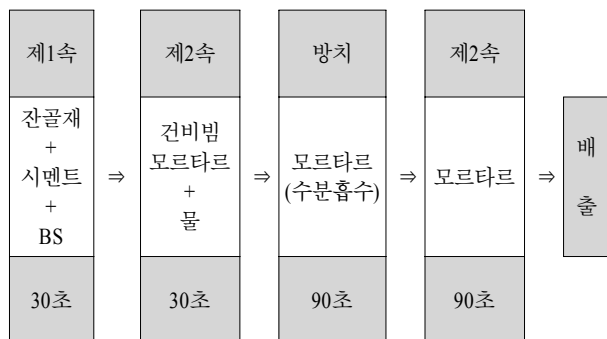 제1속
제2속
방치
제2속
잔골재
+
시멘트
+
BS
⇒
건비빔
모르타르
+
물
⇒
모르타르
(수분흡수)
⇒
모르타르
⇒
배
출
30초
30초
90초
90초